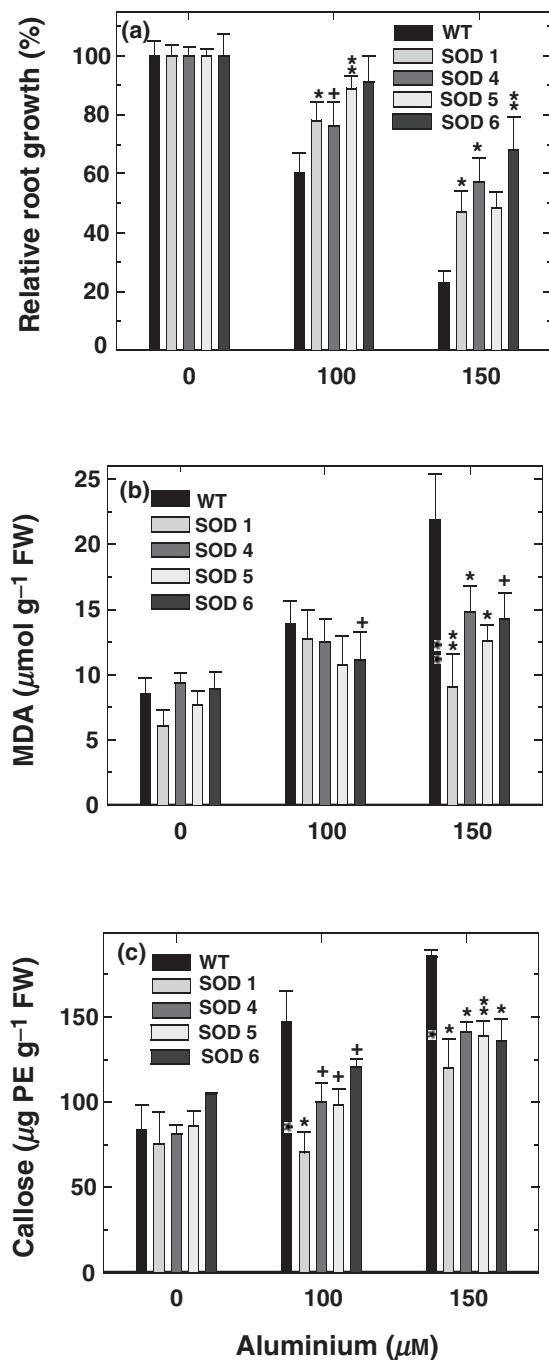 (a)
Relative root growth (%)
100
80
60
40
20
0
WT
SOD 1
SOD 4
SOD 5
SOD 6
* + * *
* * * *
0 100 150
(b)
MDA (μmol g⁻¹ FW)
25
20
15
10
5
0
WT
SOD 1
SOD 4
SOD 5
SOD 6
+
* * * * +
0 100 150
(c)
Callose (μg PE g⁻¹ FW)
150
100
50
0
WT
SOD 1
SOD 4
SOD 5
SOD 6
* + + +
* * * * *
0 100 150
Aluminium (μM)